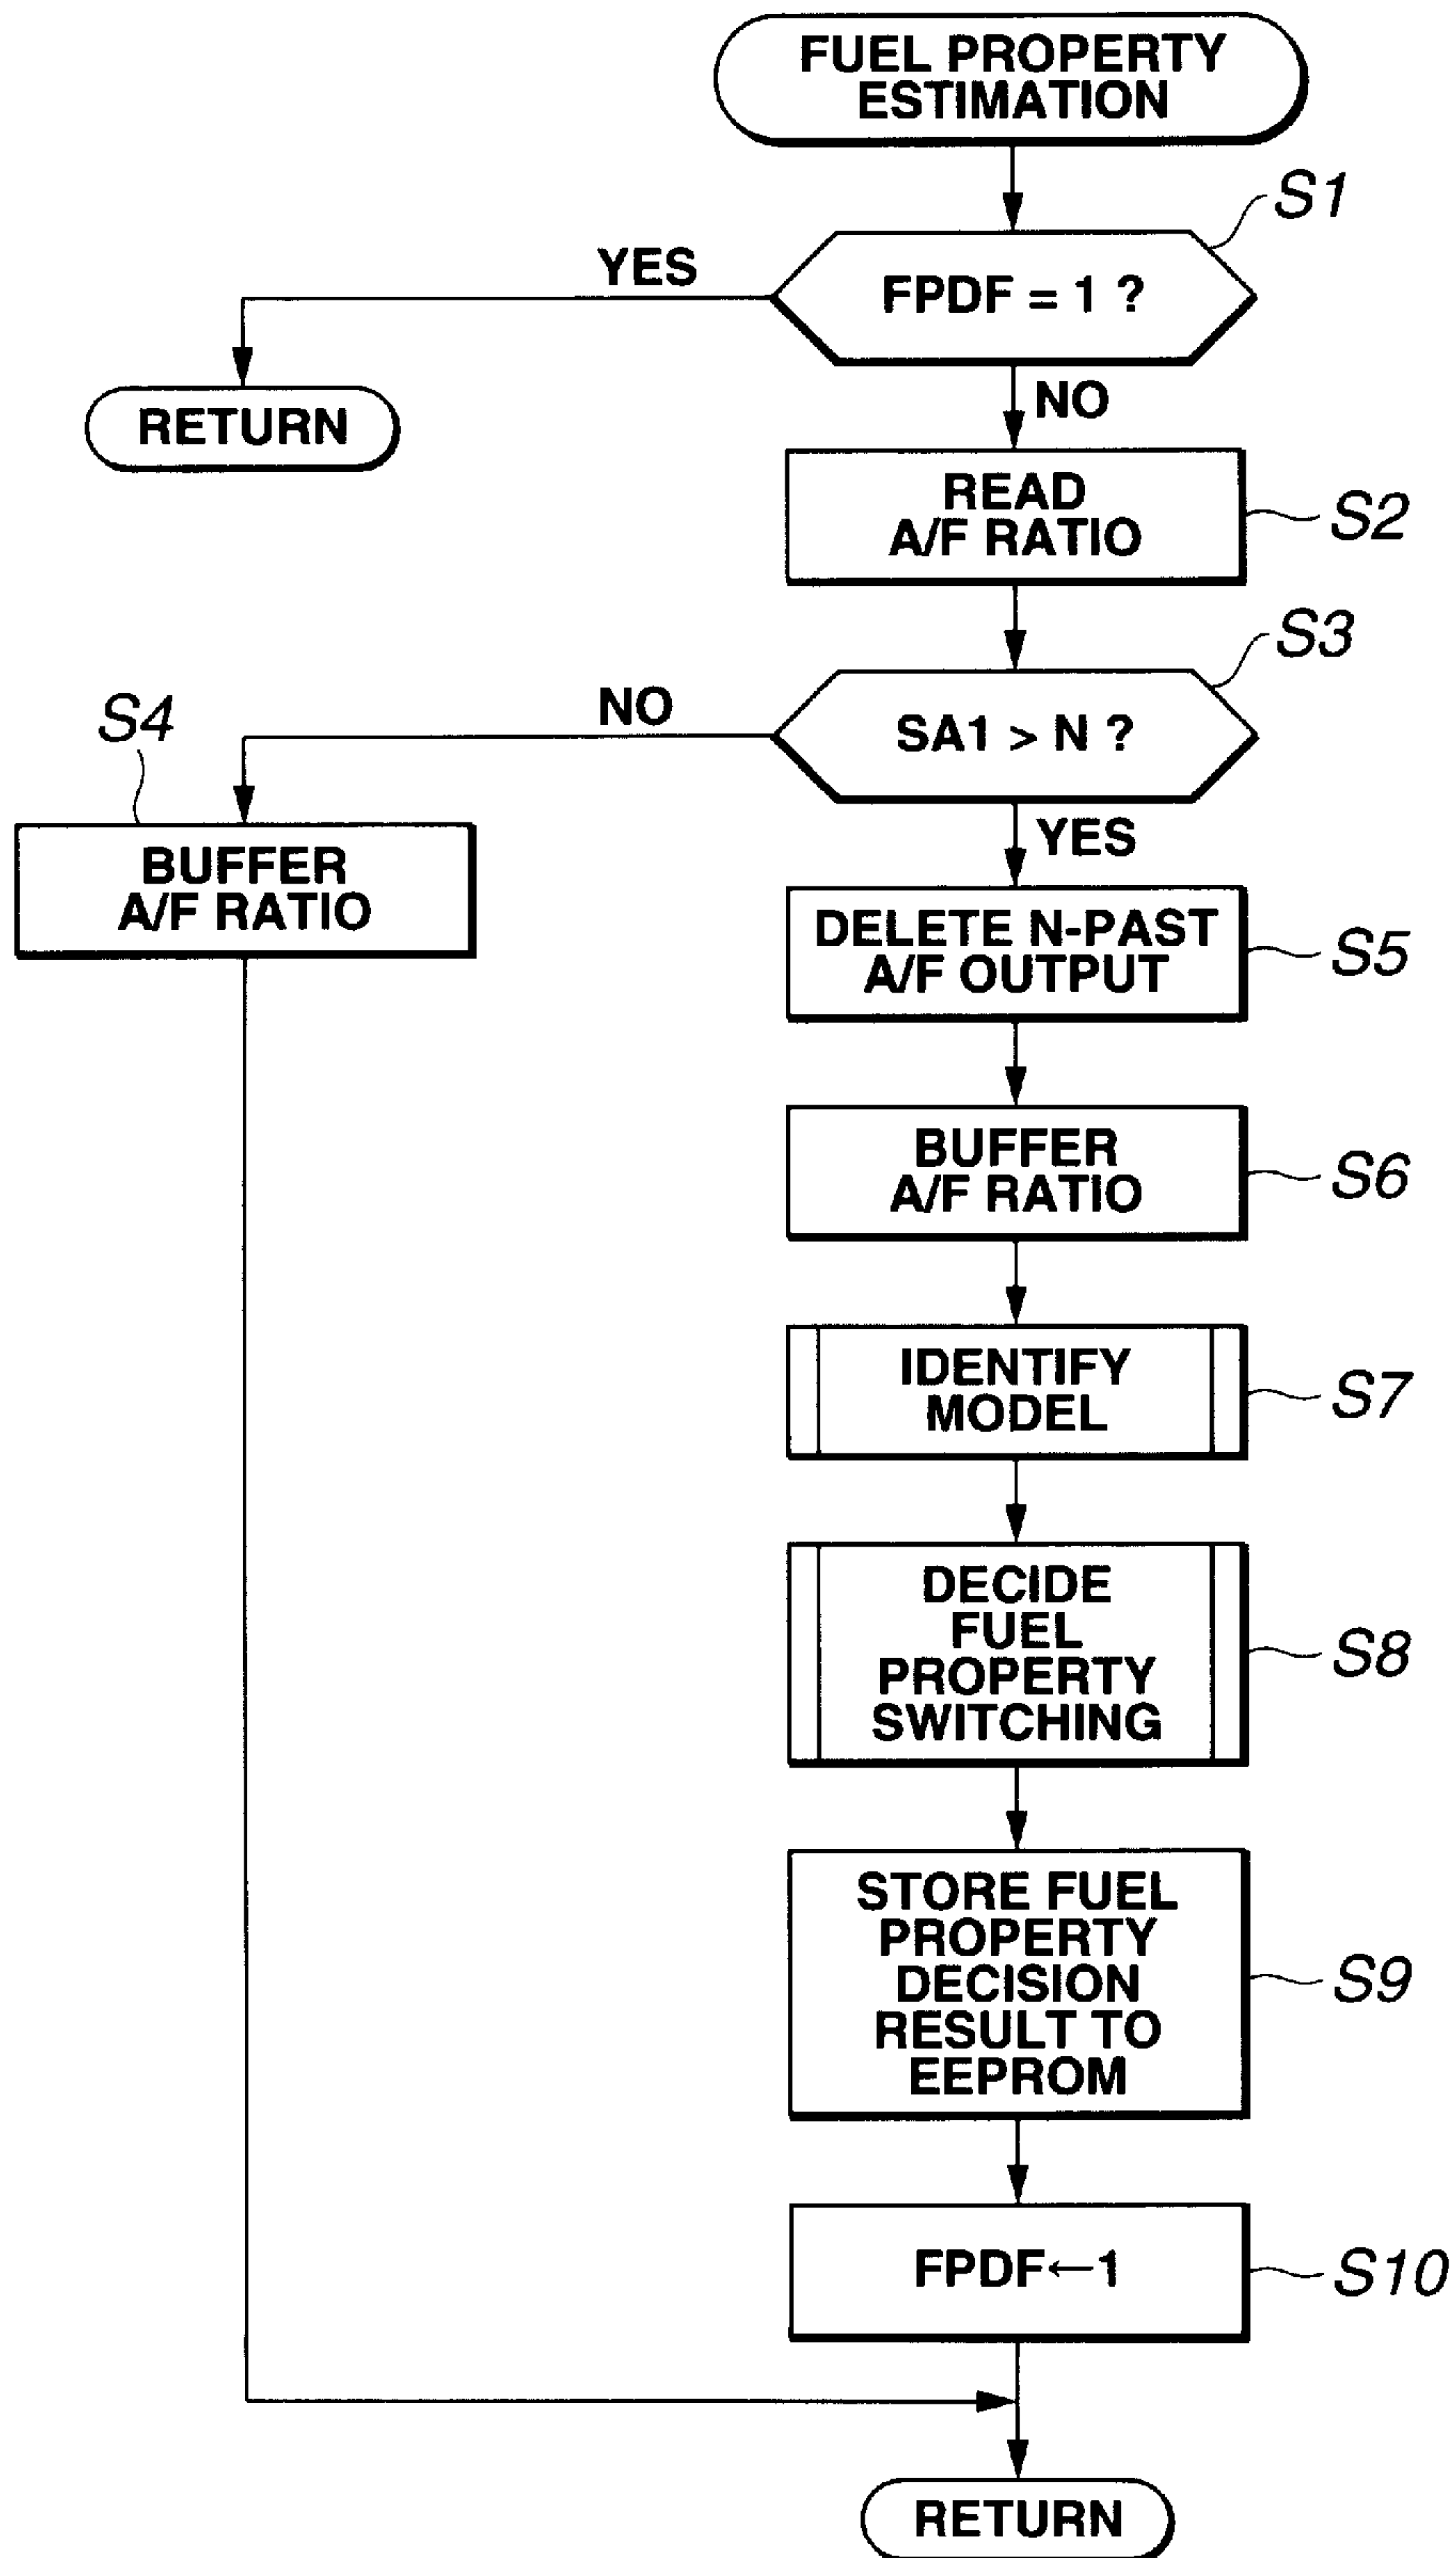 FUEL PROPERTY
ESTIMATION
S1
YES
FPDF = 1 ?
RETURN
NO
READ
A/F RATIO
S2
S3
S4
NO
SA1 > N ?
BUFFER
A/F RATIO
YES
DELETE N-PAST
A/F OUTPUT
S5
BUFFER
A/F RATIO
S6
IDENTIFY
MODEL
S7
DECIDE
FUEL
PROPERTY
SWITCHING
S8
STORE FUEL
PROPERTY
DECISION
RESULT TO
EEPROM
S9
FPDF←1
S10
RETURN